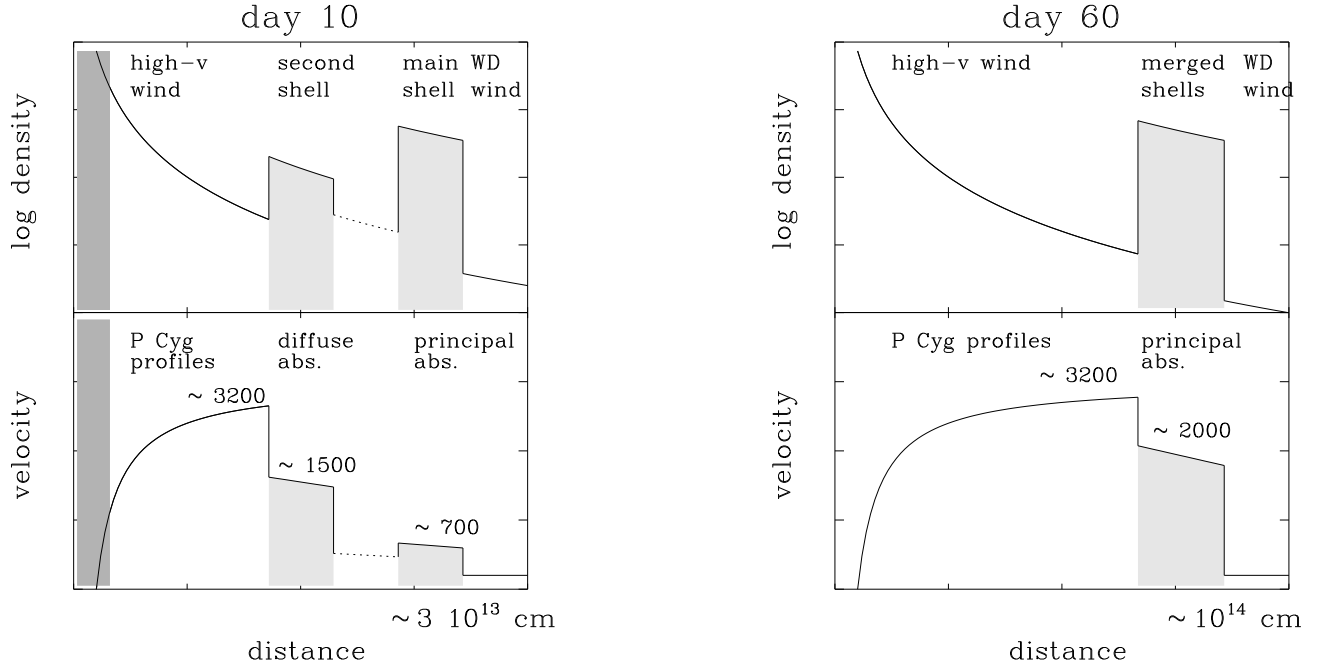 day 10
high-v
wind
second
shell
main WD
shell wind
log density
P Cyg
profiles
diffuse
abs.
principal
abs.
~ 3200
~ 1500
~ 700
velocity
~ 3 10¹³ cm
distance
day 60
high-v wind
merged WD
shells wind
log density
P Cyg profiles
principal
abs.
~ 3200
~ 2000
velocity
~ 10¹⁴ cm
distance